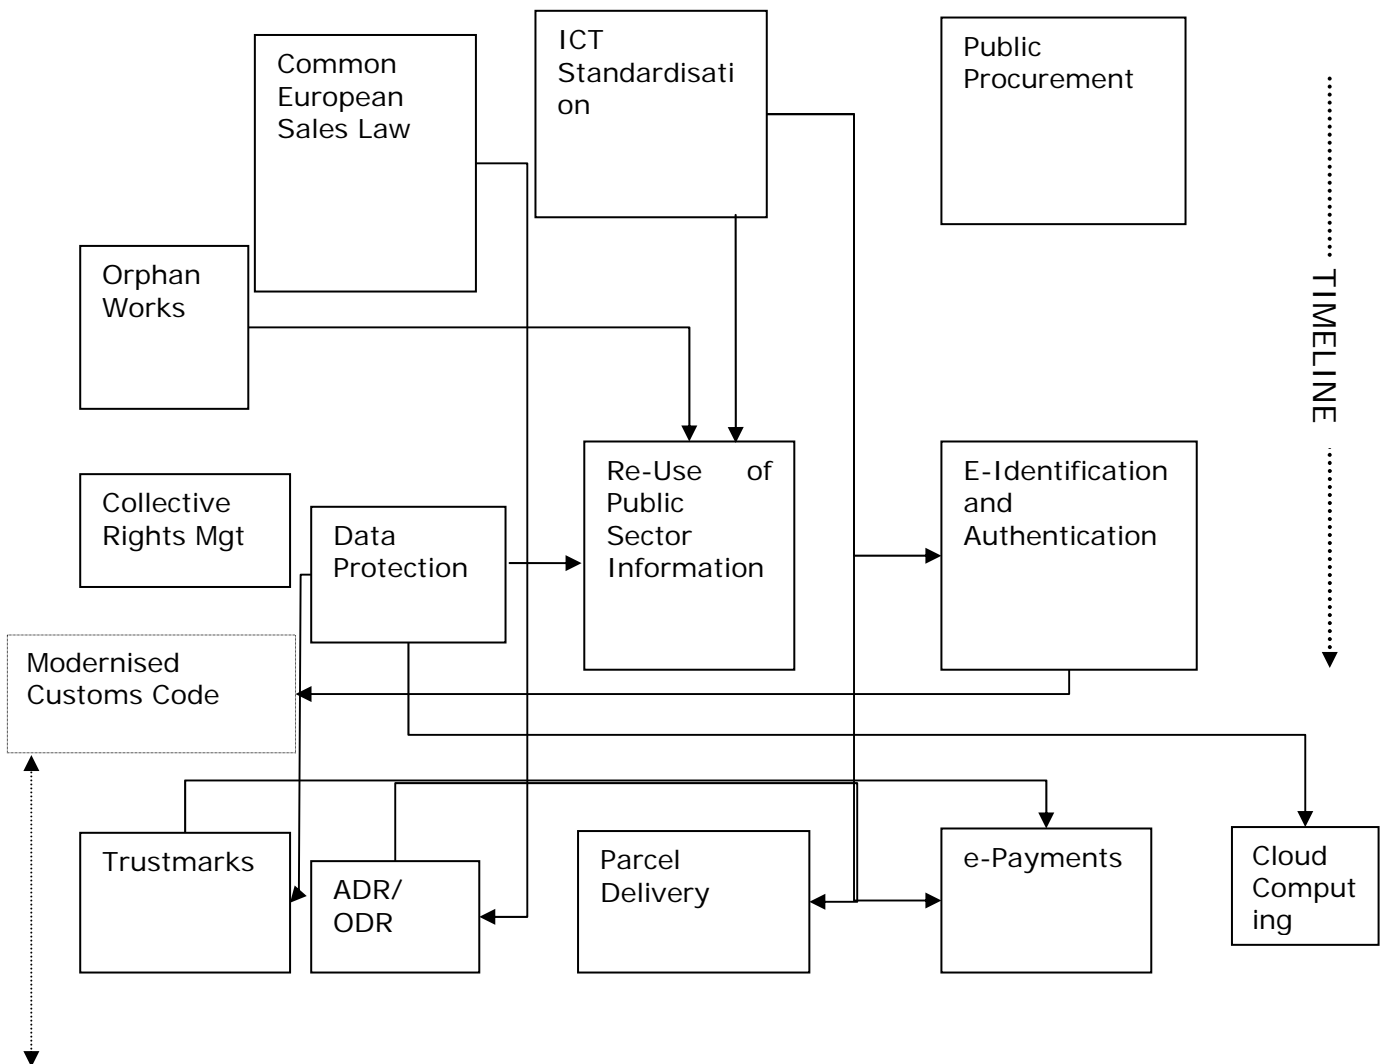 Common
European
Sales Law
ICT
Standardisati
on
Public
Procurement
TIMELINE
Orphan
Works
Collective
Rights Mgt
Data
Protection
Re-Use of
Public
Sector
Information
E-Identification
and
Authentication
Modernised
Customs Code
Trustmarks
ADR/
ODR
Parcel
Delivery
e-Payments
Cloud
Comput
ing